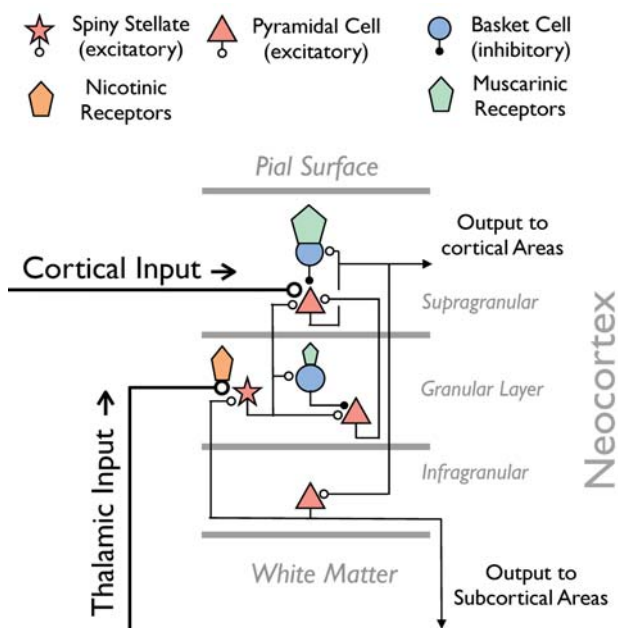 Spiny Stellate
(excitatory)
Pyramidal Cell
(excitatory)
Basket Cell
(inhibitory)
Nicotinic
Receptors
Muscarinic
Receptors
Pial Surface
Output to
cortical Areas
Cortical Input →
Supragranular
Granular Layer
Infragranular
Neocortex
Thalamic Input →
White Matter
Output to
Subcortical Areas